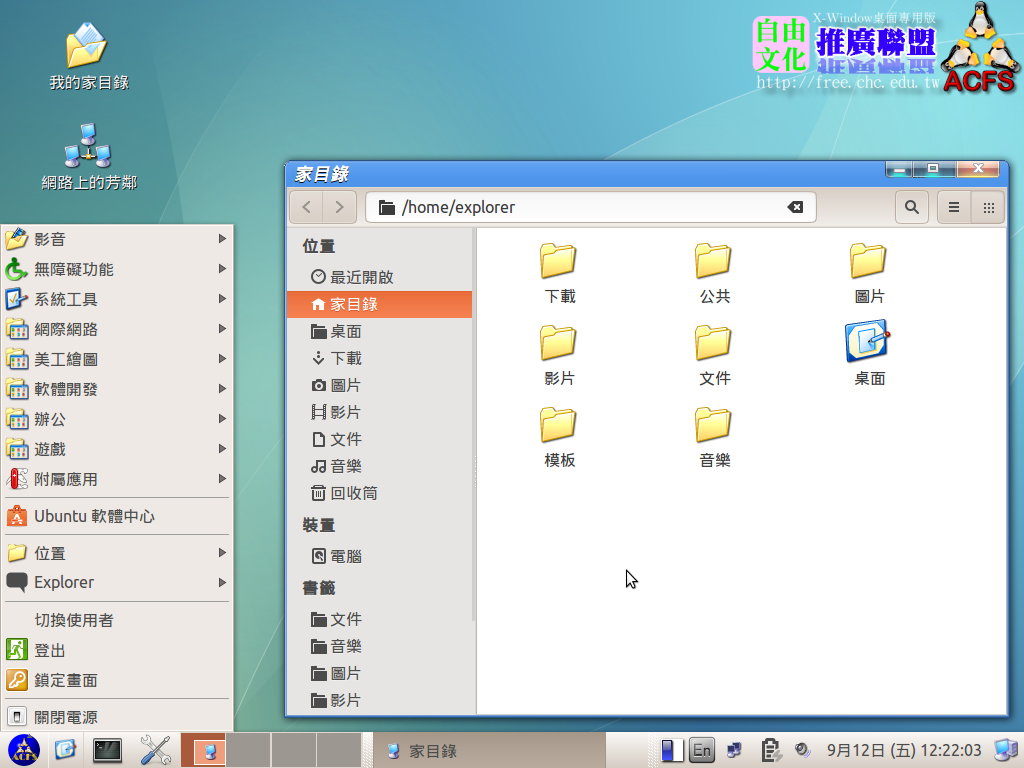 我的家目錄
網路上的芳鄰
X-Window桌面專用版
自由
文化
推廣聯盟
http://free.chc.edu.tw
ACFS
影音
無障礙功能
系統工具
網際網路
美工繪圖
軟體開發
辦公
遊戲
附屬應用
Ubuntu 軟體中心
位置
Explorer
切換使用者
登出
鎖定畫面
關閉電源
家目錄
/home/explorer
位置
最近開啟
家目錄
桌面
下載
圖片
影片
文件
音樂
回收筒
裝置
電腦
書籤
文件
音樂
圖片
影片
下載
公共
圖片
影片
文件
桌面
模板
音樂
ACFS
家目錄
En
9月12日 (五) 12:22:03